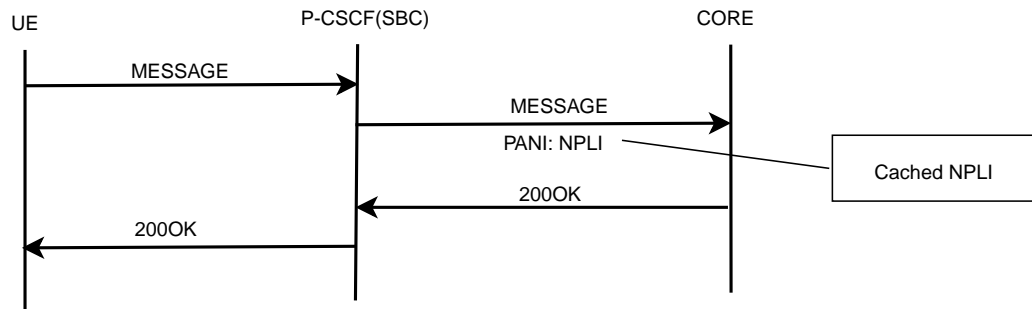 UE
P-CSCF(SBC)
CORE
MESSAGE
MESSAGE
PANI: NPLI
Cached NPLI
200OK
200OK